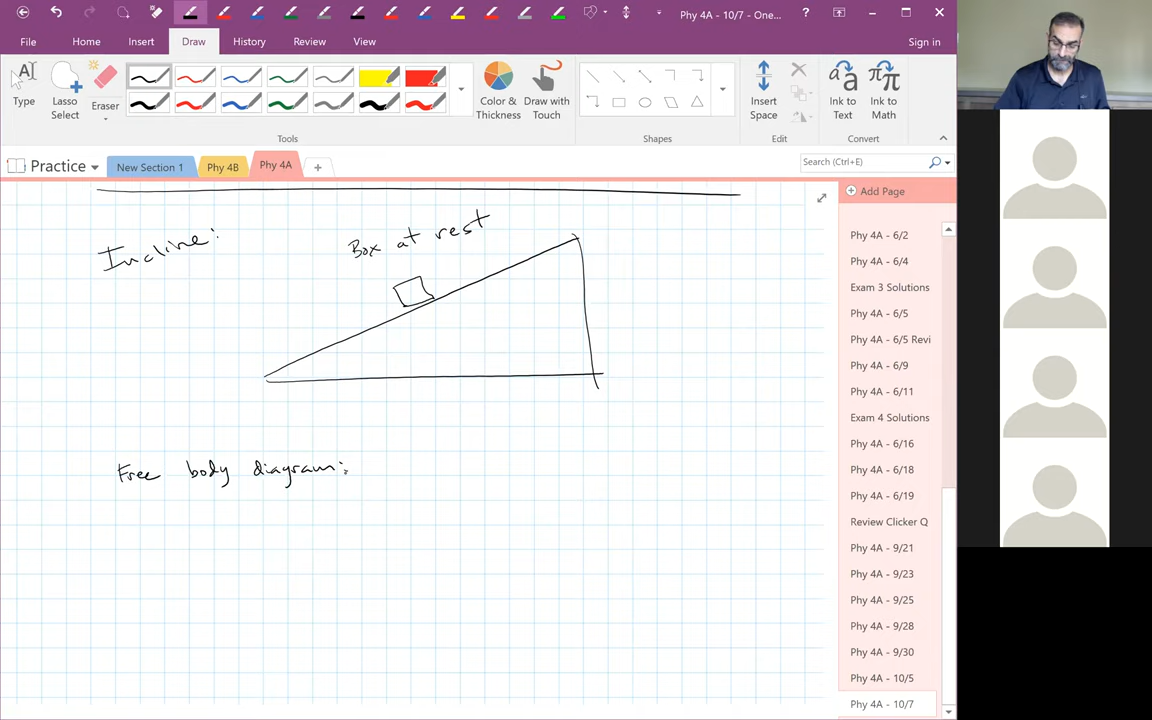 Phy 4A - 10/7 - One...
?
File
Home
Insert
Draw
History
Review
View
Sign in
Type
Lasso
Select
Eraser
Color &
Thickness
Draw with
Touch
Insert
Space
Ink to
Text
Ink to
Math
Tools
Shapes
Edit
Convert
Practice
New Section 1
Phy 4B
Phy 4A
+
Search (Ctrl+E)
Add Page
Phy 4A - 6/2
Phy 4A - 6/4
Exam 3 Solutions
Phy 4A - 6/5
Phy 4A - 6/5 Revi
Phy 4A - 6/9
Phy 4A - 6/11
Exam 4 Solutions
Phy 4A - 6/16
Phy 4A - 6/18
Phy 4A - 6/19
Review Clicker Q
Phy 4A - 9/21
Phy 4A - 9/23
Phy 4A - 9/25
Phy 4A - 9/28
Phy 4A - 9/30
Phy 4A - 10/5
Phy 4A - 10/7
Incline:
Box at rest
Free body diagram: